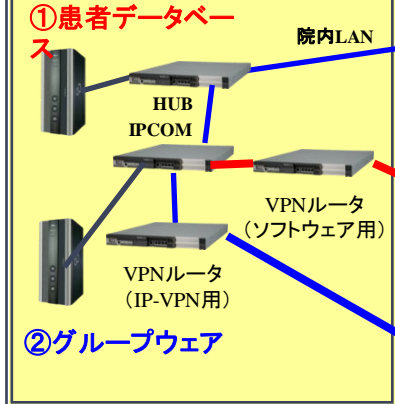 ①患者データベー
ス
院内LAN
HUB
IPCOM
VPNルータ
（ソフトウェア用）
VPNルータ
（IP-VPN用）
②グループウェア